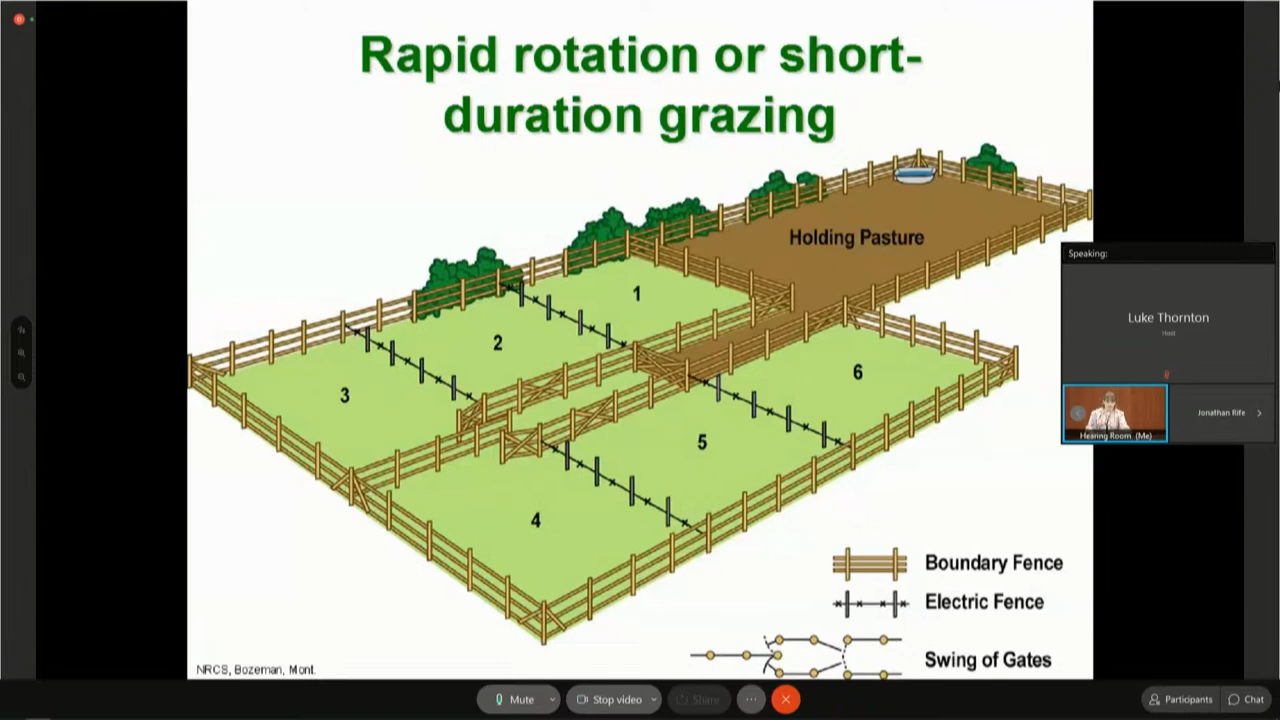 Rapid rotation or short-
duration grazing
Holding Pasture
1
2
3
6
5
4
Boundary Fence
Electric Fence
Swing of Gates
NRCS, Bozeman, Mont.
Speaking:
Luke Thornton
Host
Hearing Room (Me)
Jonathan Rife
Mute
Stop video
Share
Participants
Chat